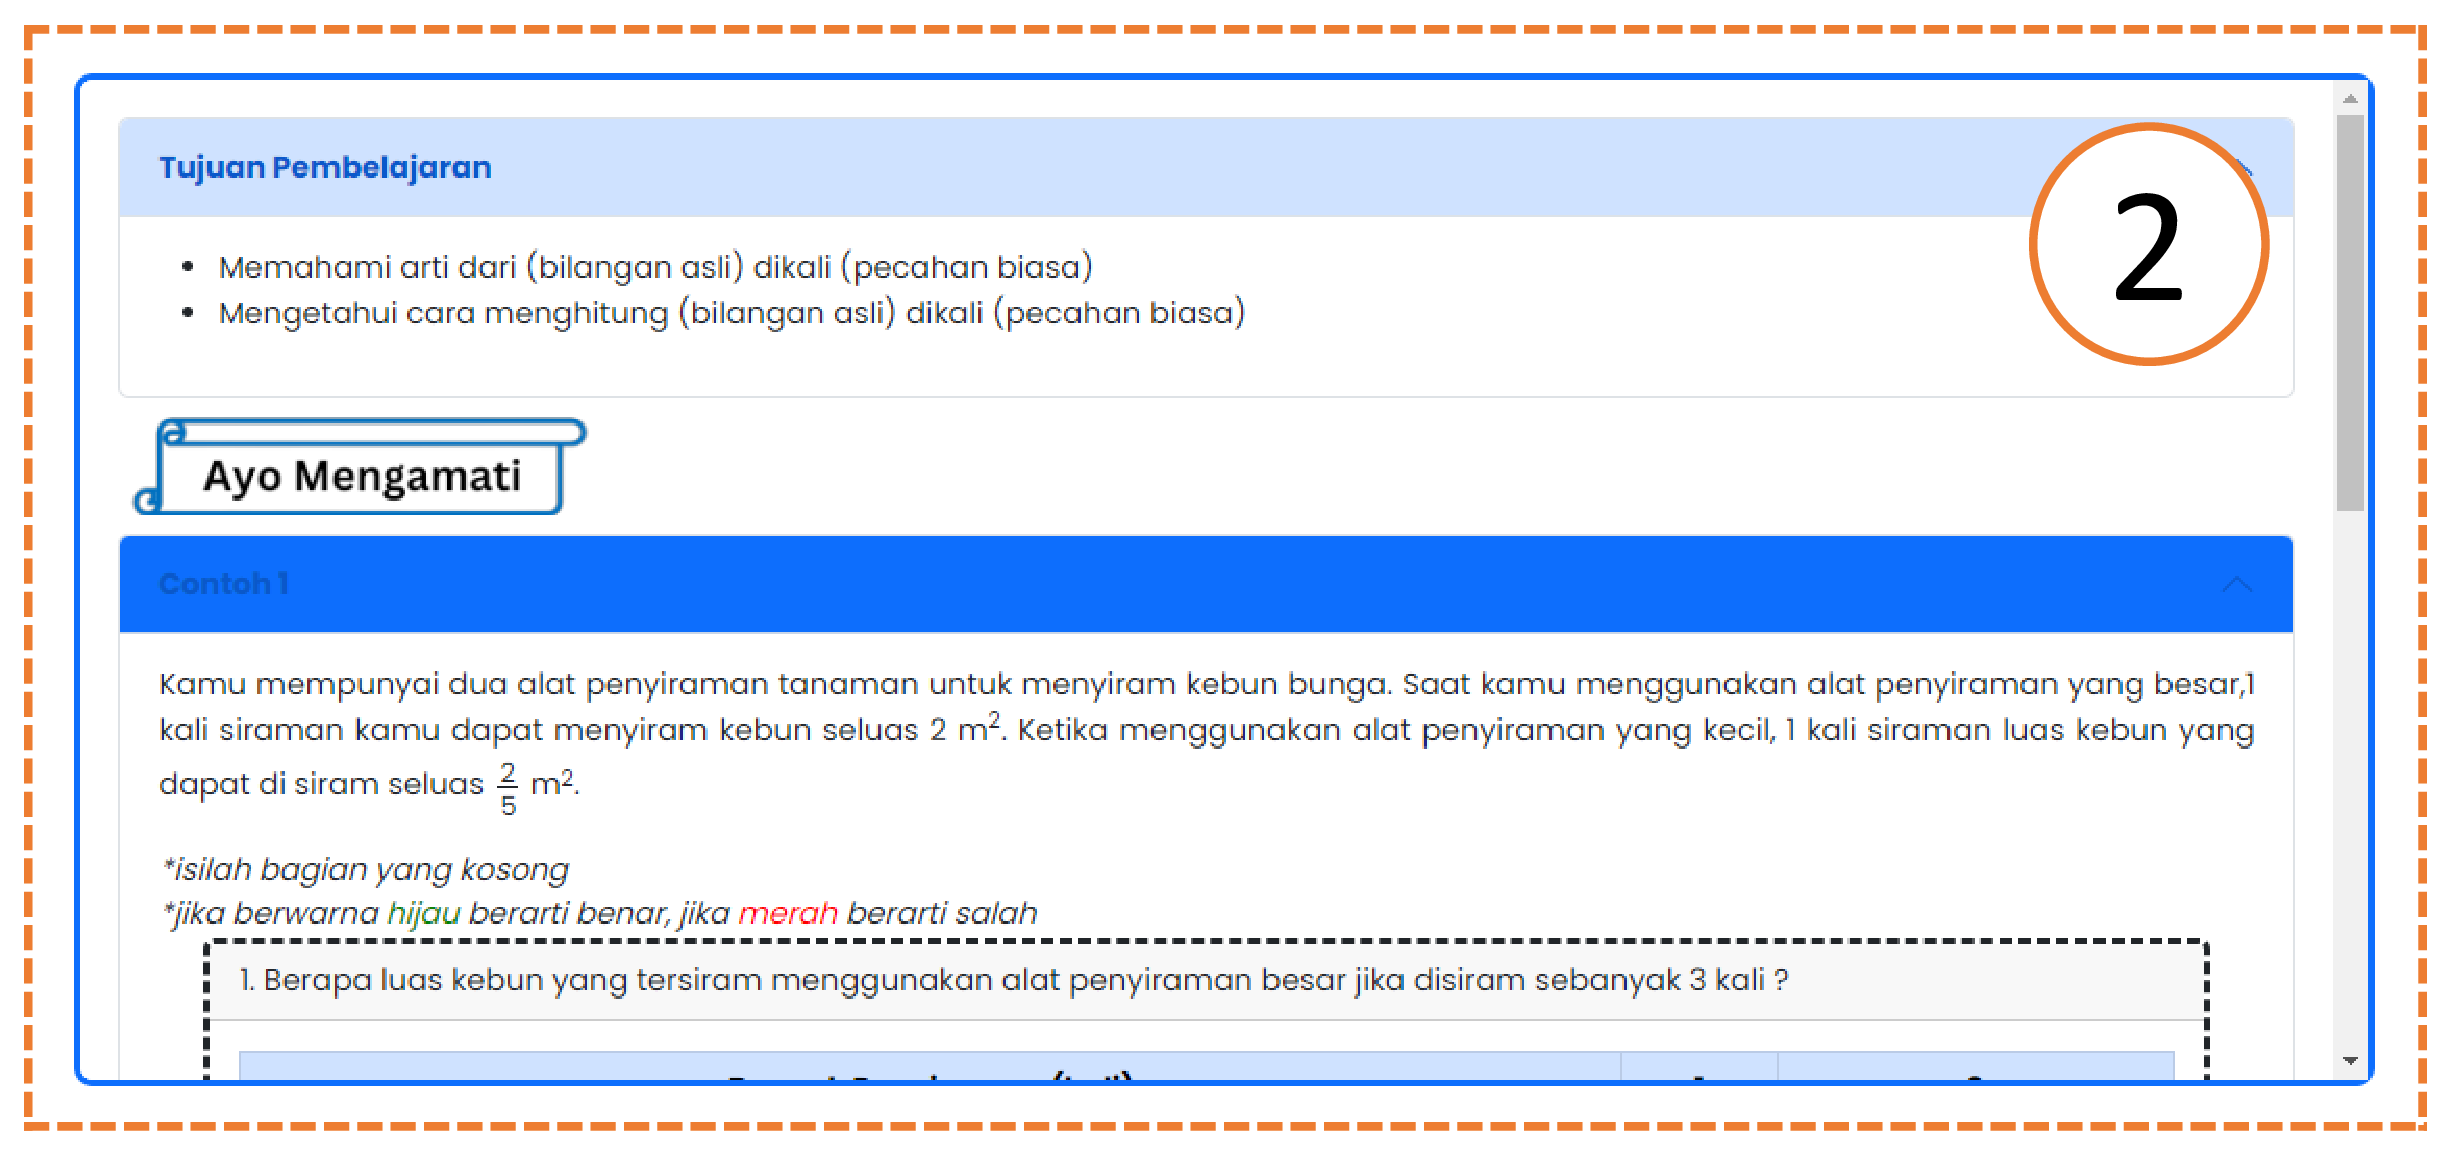 Tujuan Pembelajaran
2
• Memahami arti dari (bilangan asli) dikali (pecahan biasa)
• Mengetahui cara menghitung (bilangan asli) dikali (pecahan biasa)
Ayo Mengamati
Contoh 1
Kamu mempunyai dua alat penyiraman tanaman untuk menyiram kebun bunga. Saat kamu menggunakan alat penyiraman yang besar,1
kali siraman kamu dapat menyiram kebun seluas 2 m². Ketika menggunakan alat penyiraman yang kecil, 1 kali siraman luas kebun yang
dapat di siram seluas 2/5 m².
*isilah bagian yang kosong
*jika berwarna hijau berarti benar, jika merah berarti salah
1. Berapa luas kebun yang tersiram menggunakan alat penyiraman besar jika disiram sebanyak 3 kali ?